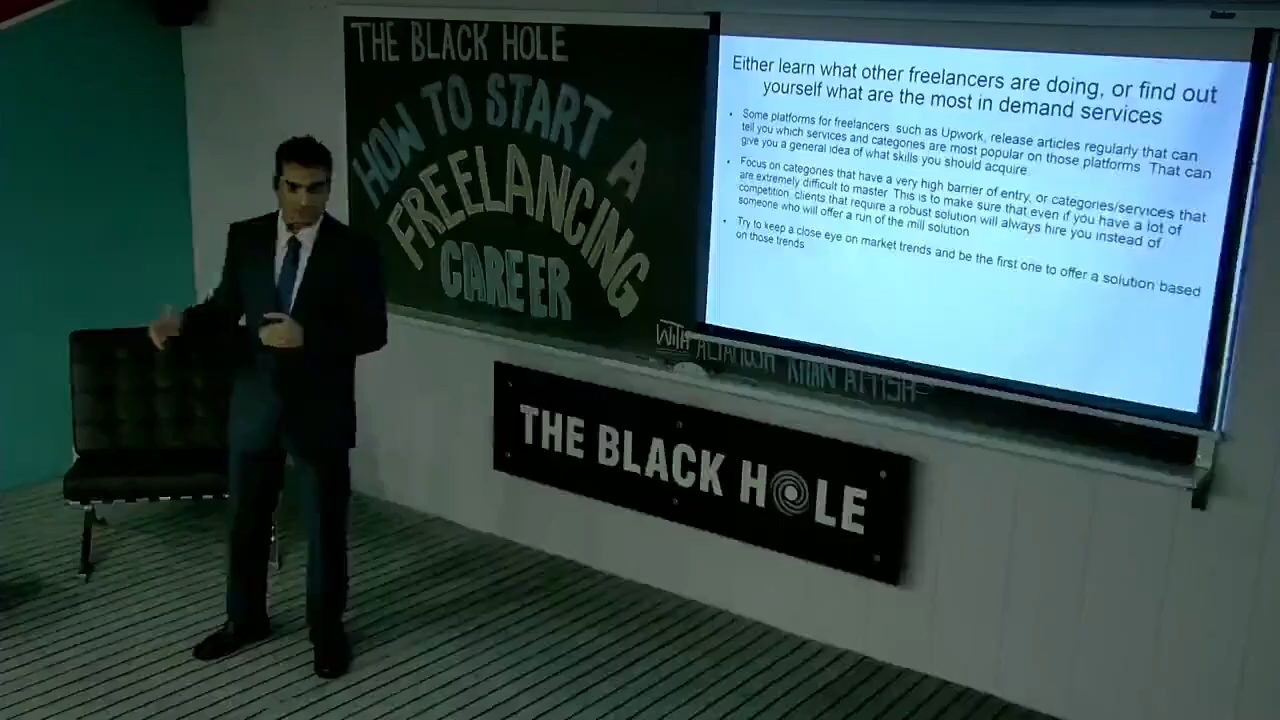 THE BLACK HOLE
HOW TO START A
FREELANCING
CAREER
Either learn what other freelancers are doing, or find out
yourself what are the most in demand services
• Some platforms for freelancers, such as Upwork, release articles regularly that can
tell you which services and categories are most popular on those platforms. That can
give you a general idea of what skills you should acquire.
• Focus on categories that have a very high barrier of entry, or categories/services that
are extremely difficult to master. This is to make sure that even if you have a lot of
competition, clients that require a robust solution will always hire you instead of
someone who will offer a run of the mill solution.
• Try to keep a close eye on market trends and be the first one to offer a solution based
on those trends
WITH KHAN
THE BLACK HOLE